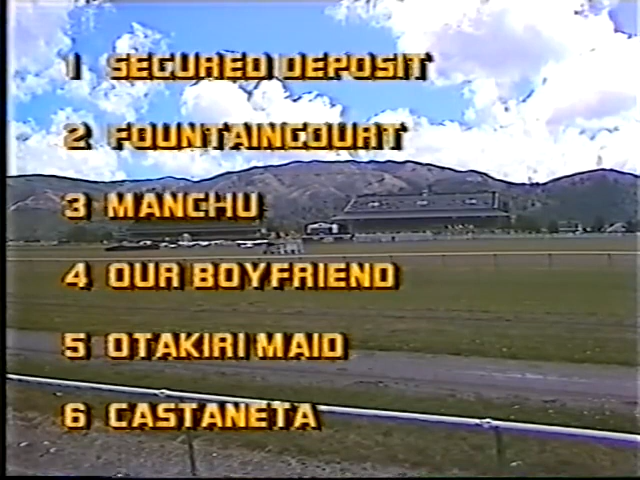 1 SECURED DEPOSIT
2 FOUNTAINCOURT
3 MANCHU
4 OUR BOYFRIEND
5 OTAKIRI MAID
6 CASTANETA